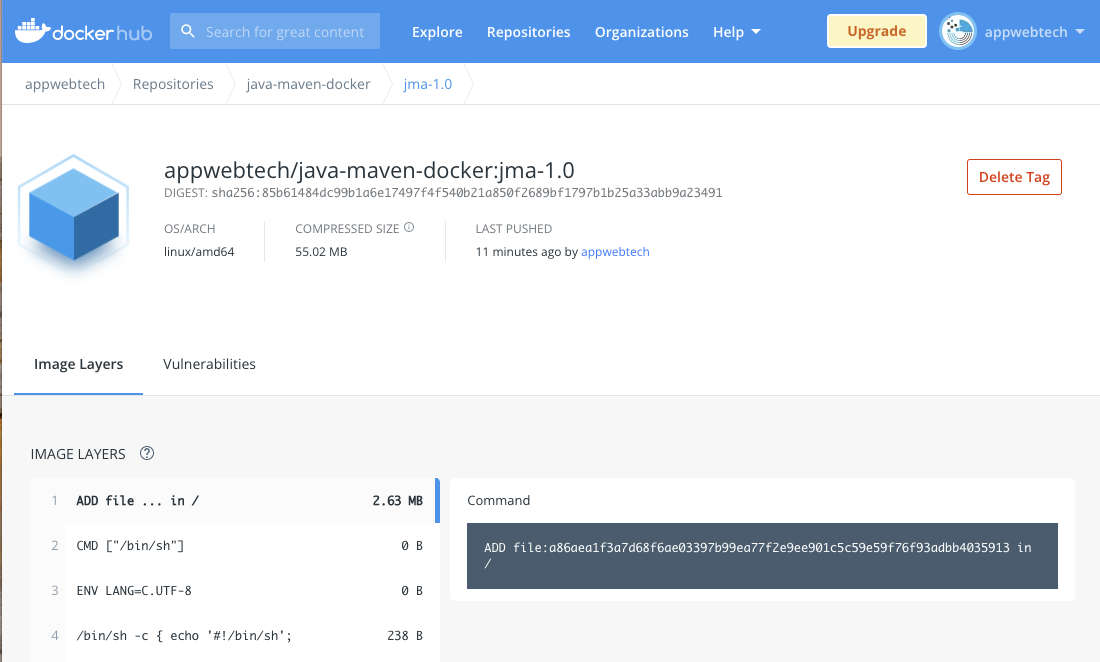 dockerhub Search for great content Explore Repositories Organizations Help Upgrade appwebtech
appwebtech Repositories java-maven-docker jma-1.0
appwebtech/java-maven-docker:jma-1.0
Delete Tag
DIGEST: sha256:85b61484dc99b1a6e17497f4f540b21a850f2689bf1797b1b25a33abb9a23491
OS/ARCH COMPRESSED SIZE LAST PUSHED
linux/amd64 55.02 MB 11 minutes ago by appwebtech
Image Layers Vulnerabilities
IMAGE LAYERS ?
1 ADD file ... in / 2.63 MB
2 CMD ["/bin/sh"] 0 B
3 ENV LANG=C.UTF-8 0 B
4 /bin/sh -c { echo '#!/bin/sh'; 238 B
Command
ADD file:a86aea1f3a7d68f6ae03397b99ea77f2e9ee901c5c59e59f76f93adbb4035913 in
/